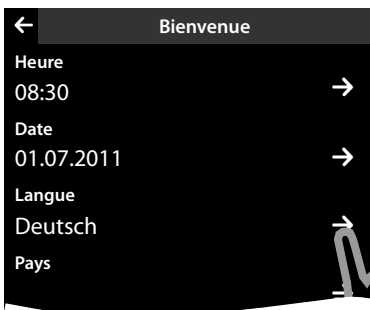 Bienvenue
Heure
08:30
Date
01.07.2011
Langue
Deutsch
Pays